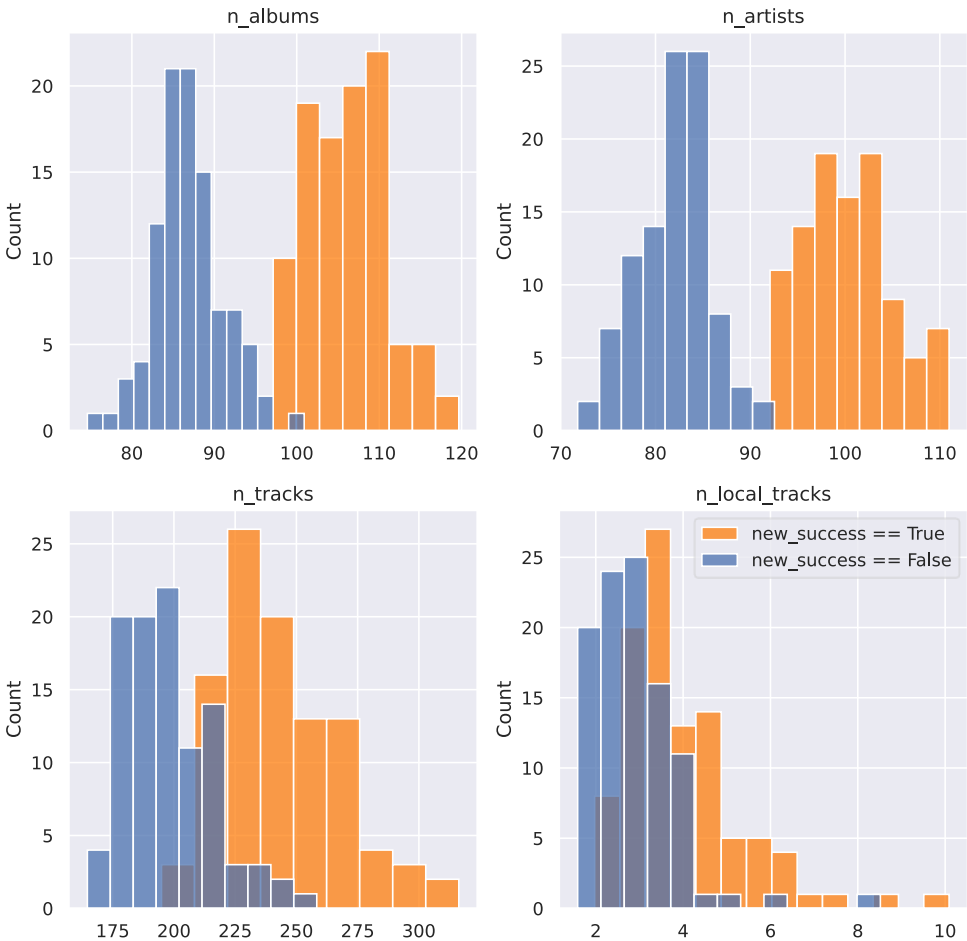 n_albums
n_artists
Count
20
15
10
5
0
80 90 100 110 120
Count
25
20
15
10
5
0
70 80 90 100 110
n_tracks
n_local_tracks
Count
25
20
15
10
5
0
175 200 225 250 275 300
Count
25
20
15
10
5
0
2 4 6 8 10
new_success == True
new_success == False